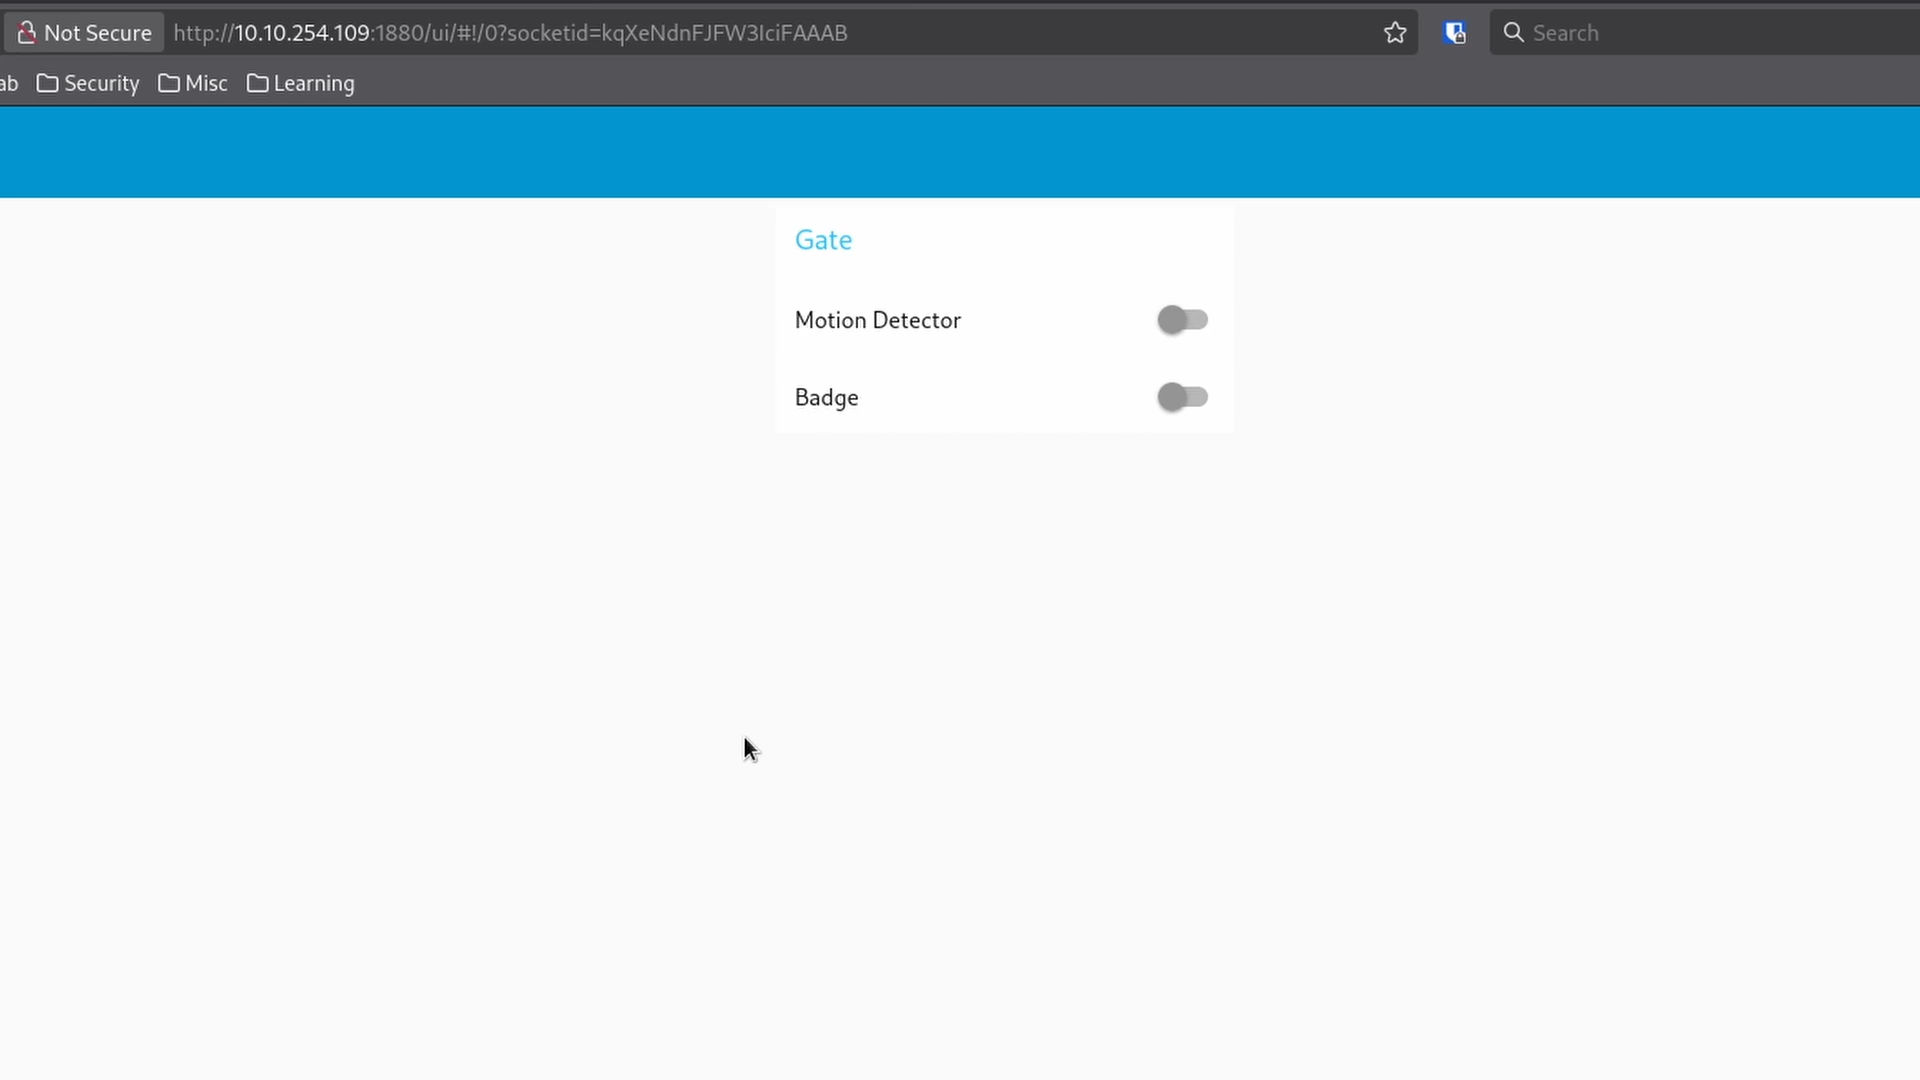 Not Secure http://10.10.254.109:1880/ui/#!/0?socketid=kqXeNdnFJFW3IciFAAAB Search
ab Security Misc Learning
Gate
Motion Detector
Badge